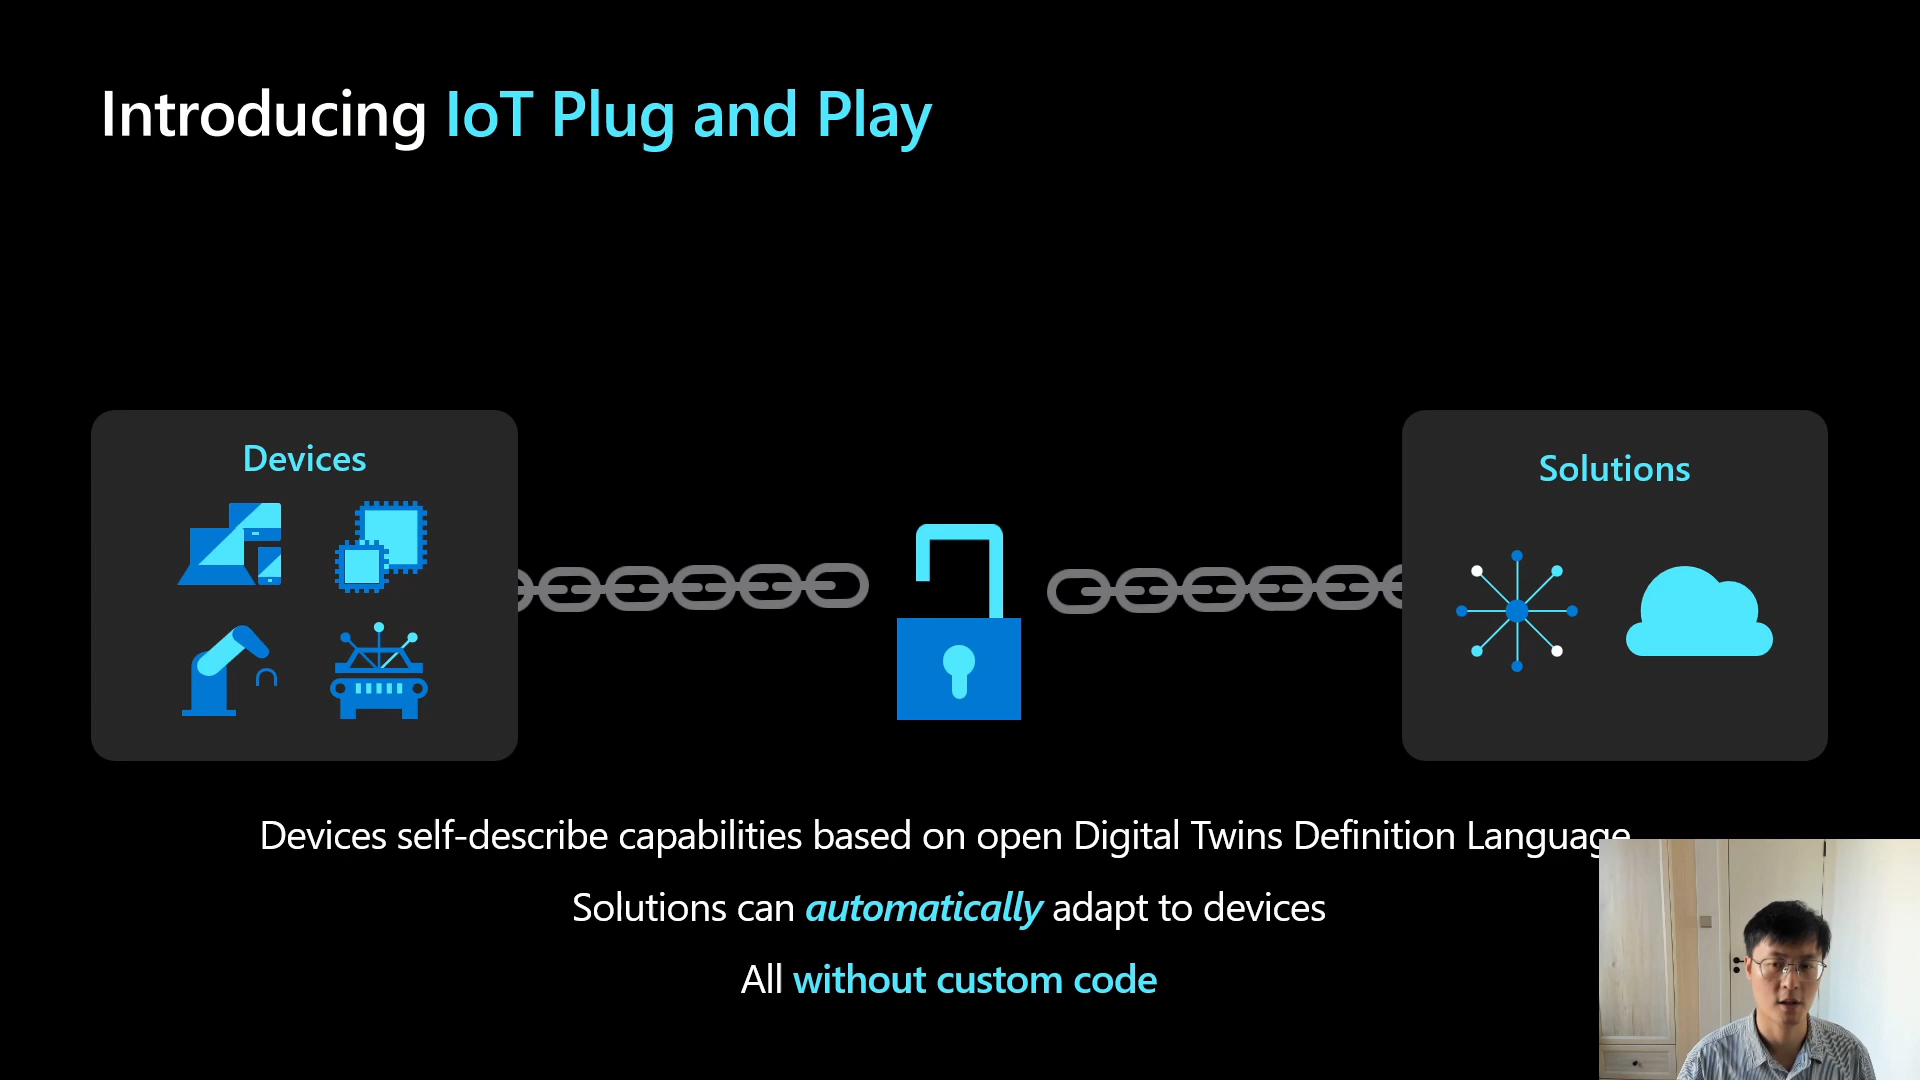 Introducing IoT Plug and Play
Devices
Solutions
Devices self-describe capabilities based on open Digital Twins Definition Language
Solutions can automatically adapt to devices
All without custom code